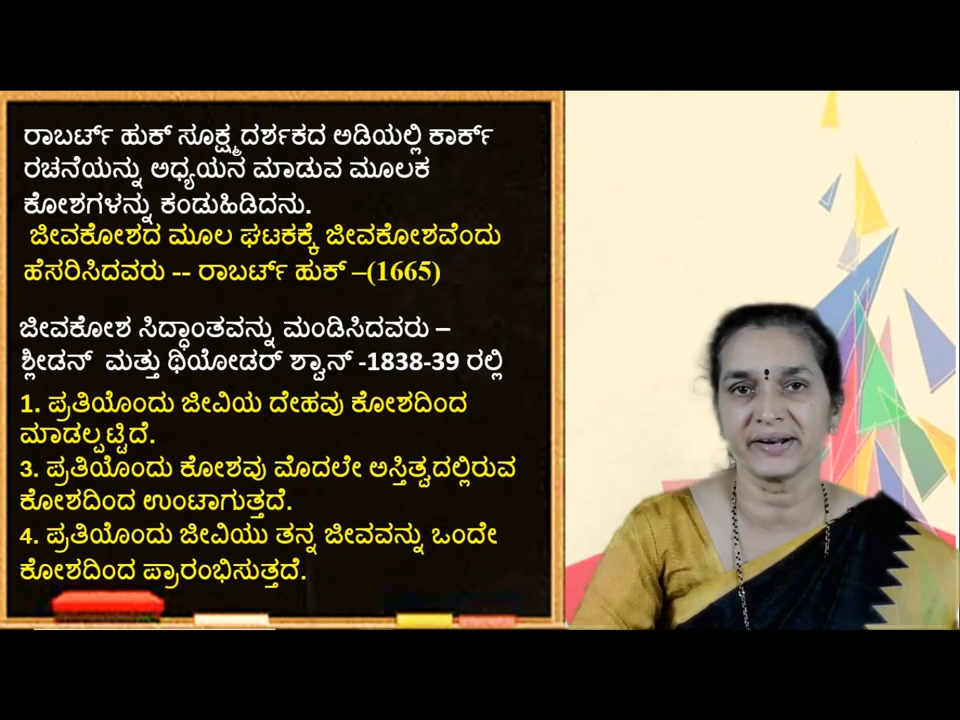 ರಾಬರ್ಟ್ ಹುಕ್ ಸೂಕ್ಷ್ಮದರ್ಶಕದ ಅಡಿಯಲ್ಲಿ ಕಾರ್ಕ್
ರಚನೆಯನ್ನು ಅಧ್ಯಯನ ಮಾಡುವ ಮೂಲಕ
ಕೋಶಗಳನ್ನು ಕಂಡುಹಿಡಿದನು.
ಜೀವಕೋಶದ ಮೂಲ ಘಟಕಕ್ಕೆ ಜೀವಕೋಶವೆಂದು
ಹೆಸರಿಸಿದವರು -- ರಾಬರ್ಟ್ ಹುಕ್ –(1665)
ಜೀವಕೋಶ ಸಿದ್ಧಾಂತವನ್ನು ಮಂಡಿಸಿದವರು –
ಶ್ಲೀಡನ್ ಮತ್ತು ಥಿಯೋಡರ್ ಶ್ವಾನ್ -1838-39 ರಲ್ಲಿ
1. ಪ್ರತಿಯೊಂದು ಜೀವಿಯ ದೇಹವು ಕೋಶದಿಂದ
ಮಾಡಲ್ಪಟ್ಟಿದೆ.
3. ಪ್ರತಿಯೊಂದು ಕೋಶವು ಮೊದಲೇ ಅಸ್ತಿತ್ವದಲ್ಲಿರುವ
ಕೋಶದಿಂದ ಉಂಟಾಗುತ್ತದೆ.
4. ಪ್ರತಿಯೊಂದು ಜೀವಿಯು ತನ್ನ ಜೀವವನ್ನು ಒಂದೇ
ಕೋಶದಿಂದ ಪ್ರಾರಂಭಿಸುತ್ತದೆ.